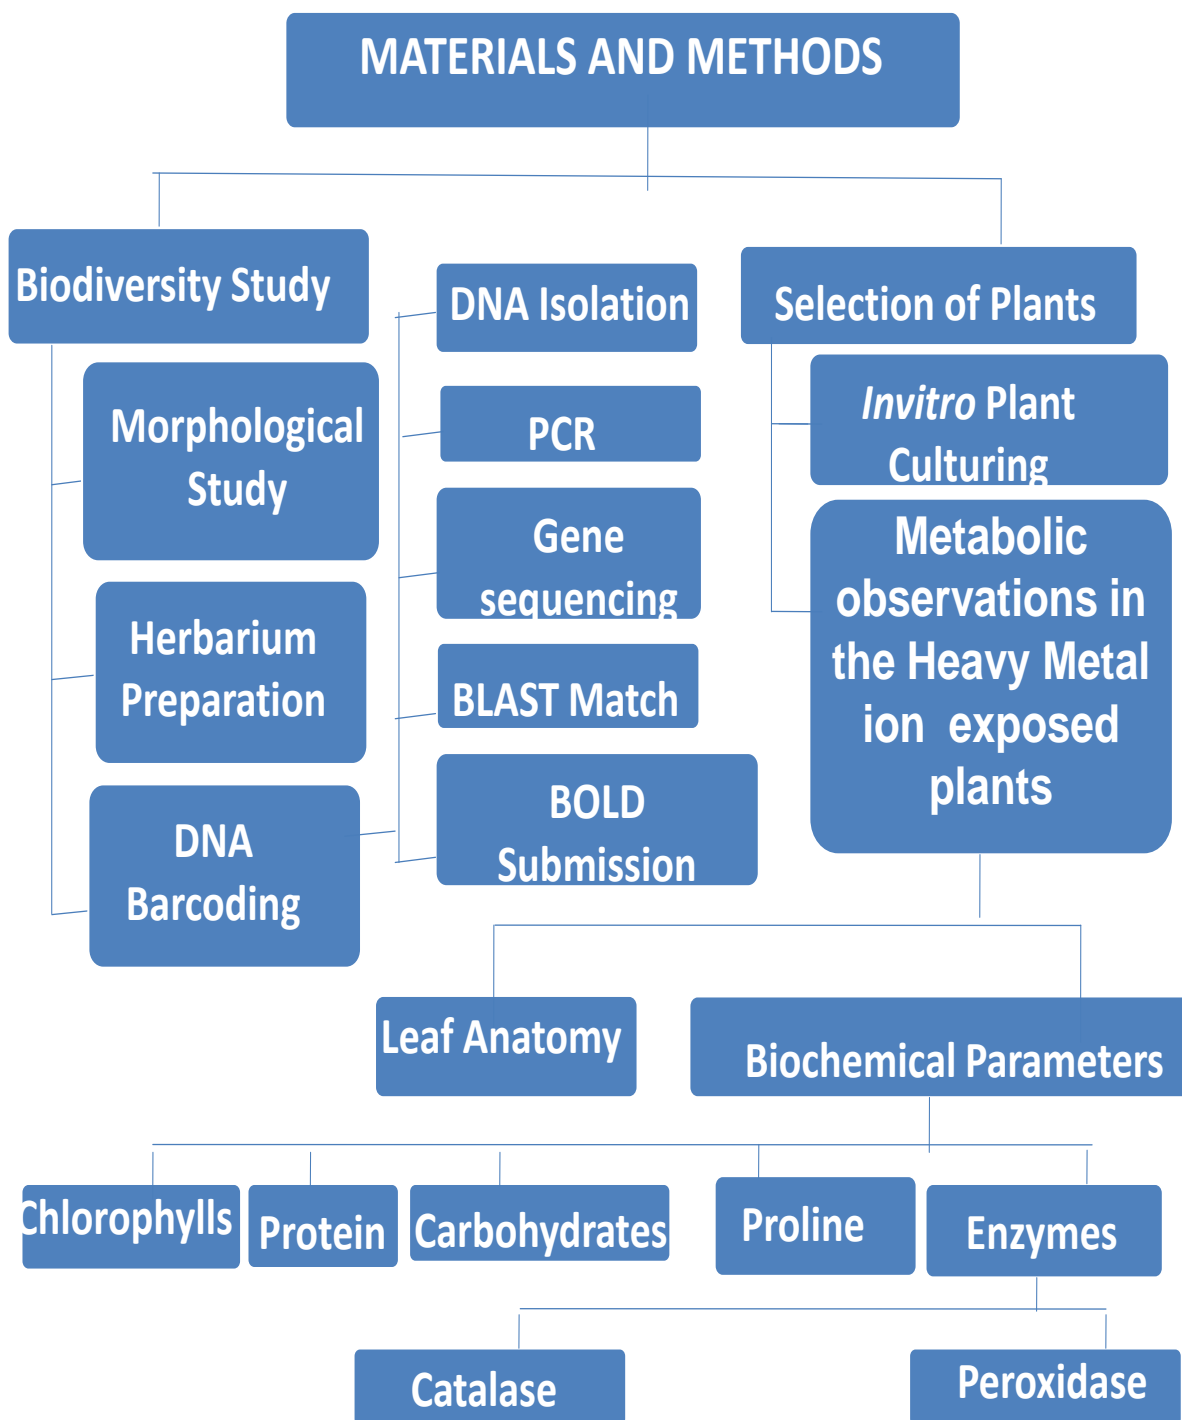 MATERIALS AND METHODS
Biodiversity Study
Morphological
Study
Herbarium
Preparation
DNA
Barcoding
DNA Isolation
PCR
Gene
sequencing
BLAST Match
BOLD
Submission
Selection of Plants
Invitro Plant
Culturing
Metabolic
observations in
the Heavy Metal
ion exposed
plants
Leaf Anatomy
Biochemical Parameters
Chlorophylls
Protein
Carbohydrates
Proline
Enzymes
Catalase
Peroxidase